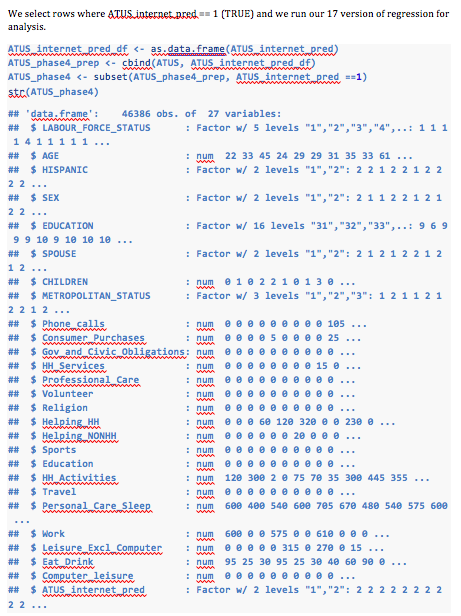 We select rows where ATUS_internet_pred == 1 (TRUE) and we run our 17 version of regression for
analysis.
ATUS_internet_pred_df <- as.data.frame(ATUS_internet_pred)
ATUS_phase4_prep <- cbind(ATUS, ATUS_internet_pred_df)
ATUS_phase4 <- subset(ATUS_phase4_prep, ATUS_internet_pred ==1)
str(ATUS_phase4)
## 'data.frame': 46386 obs. of 27 variables:
## $ LABOUR_FORCE_STATUS : Factor w/ 5 levels "1","2","3","4",..: 1 1 1
1 4 1 1 1 1 1 ...
## $ AGE : num 22 33 45 24 29 29 31 35 33 61 ...
## $ HISPANIC : Factor w/ 2 levels "1","2": 2 2 1 2 2 1 2 2
2 2 ...
## $ SEX : Factor w/ 2 levels "1","2": 2 1 1 2 2 1 2 1
2 2 ...
## $ EDUCATION : Factor w/ 16 levels "31","32","33",..: 9 6 9
9 9 10 9 10 10 10 ...
## $ SPOUSE : Factor w/ 2 levels "1","2": 2 1 2 1 2 2 1 2
1 2 ...
## $ CHILDREN : num 0 1 0 2 2 1 0 1 3 0 ...
## $ METROPOLITAN_STATUS : Factor w/ 3 levels "1","2","3": 1 2 1 1 2 1
2 2 1 2 ...
## $ Phone_calls : num 0 0 0 0 0 0 0 0 0 105 ...
## $ Consumer_Purchases : num 0 0 0 0 5 0 0 0 0 25 ...
## $ Gov_and_Civic_Obligations: num 0 0 0 0 0 0 0 0 0 0 ...
## $ HH_Services : num 0 0 0 0 0 0 0 0 15 0 ...
## $ Professional_Care : num 0 0 0 0 0 0 0 0 0 0 ...
## $ Volunteer : num 0 0 0 0 0 0 0 0 0 0 ...
## $ Religion : num 0 0 0 0 0 0 0 0 0 0 ...
## $ Helping_HH : num 0 0 0 60 120 320 0 0 230 0 ...
## $ Helping_NONHH : num 0 0 0 0 0 0 20 0 0 0 ...
## $ Sports : num 0 0 0 0 0 0 0 0 0 0 ...
## $ Education : num 0 0 0 0 0 0 0 0 0 0 ...
## $ HH_Activities : num 120 300 2 0 75 70 35 300 445 355 ...
## $ Travel : num 0 0 0 0 0 0 0 0 0 0 ...
## $ Personal_Care_Sleep : num 600 400 540 600 705 670 480 540 575 600
...
## $ Work : num 600 0 0 575 0 0 610 0 0 0 ...
## $ Leisure_Excl_Computer : num 0 0 0 0 0 315 0 270 0 15 ...
## $ Eat_Drink : num 95 25 30 95 25 30 40 60 90 0 ...
## $ Computer_leisure : num 0 0 0 0 0 0 0 0 0 0 ...
## $ ATUS_internet_pred : Factor w/ 2 levels "1","2": 2 2 2 2 2 2 2 2
2 2 ...